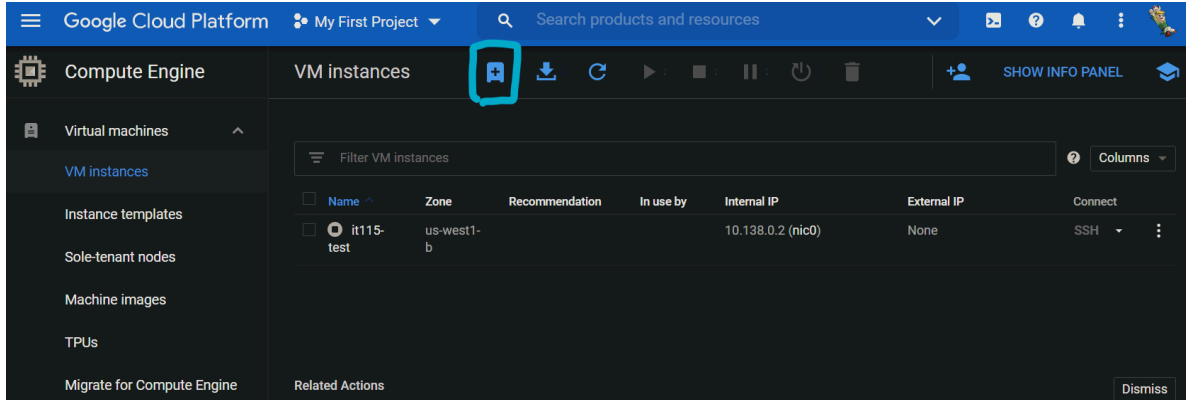 Google Cloud Platform My First Project Search products and resources
Compute Engine VM instances SHOW INFO PANEL
Virtual machines
Filter VM instances Columns
VM instances
Name Zone Recommendation In use by Internal IP External IP Connect
Instance templates
it115- us-west1- 10.138.0.2 (nic0) None SSH
test b
Sole-tenant nodes
Machine images
TPUs
Migrate for Compute Engine Related Actions Dismiss